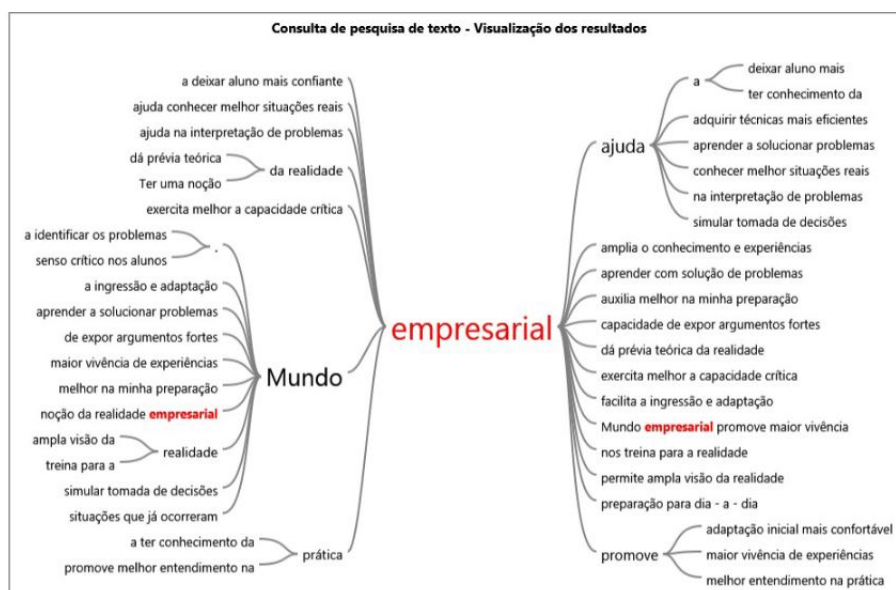 Consulta de pesquisa de texto - Visualização dos resultados
a deixar aluno mais confiante
ajuda conhecer melhor situações reais
ajuda na interpretação de problemas
dá prévia teórica
Ter uma noção
da realidade
exercita melhor a capacidade crítica
a identificar os problemas
senso crítico nos alunos
.
a ingressão e adaptação
aprender a solucionar problemas
de expor argumentos fortes
maior vivência de experiências
melhor na minha preparação
noção da realidade empresarial
ampla visão da
treina para a
realidade
simular tomada de decisões
situações que já ocorreram
Mundo
a ter conhecimento da
promove melhor entendimento na
prática
empresarial
ajuda
a
deixar aluno mais
ter conhecimento da
adquirir técnicas mais eficientes
aprender a solucionar problemas
conhecer melhor situações reais
na interpretação de problemas
simular tomada de decisões
amplia o conhecimento e experiências
aprender com solução de problemas
auxilia melhor na minha preparação
capacidade de expor argumentos fortes
dá prévia teórica da realidade
exercita melhor a capacidade crítica
facilita a ingressão e adaptação
Mundo empresarial promove maior vivência
nos treina para a realidade
permite ampla visão da realidade
preparação para dia - a - dia
promove
adaptação inicial mais confortável
maior vivência de experiências
melhor entendimento na prática